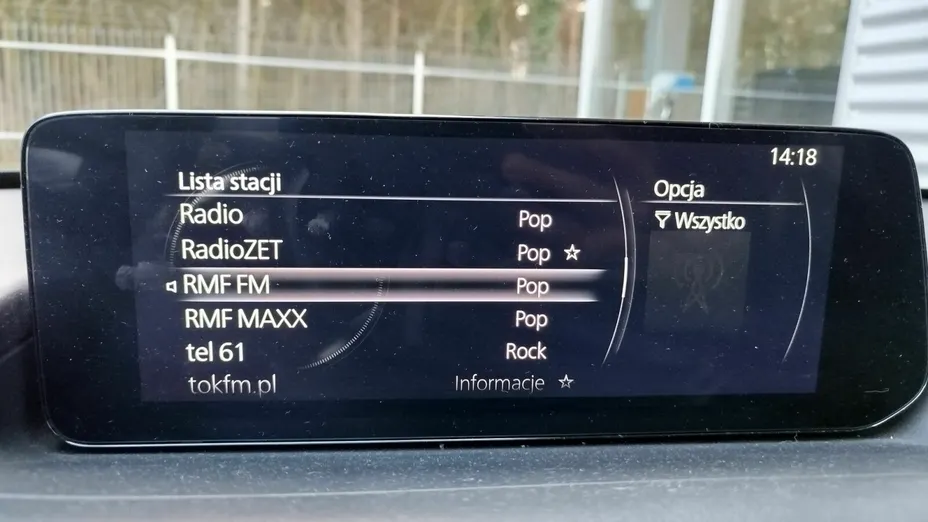 14:18
Lista stacji
Opcja
Radio Pop
Wszystko
RadioZET Pop
RMF FM Pop
RMF MAXX Pop
tel 61 Rock
tokfm.pl Informacje